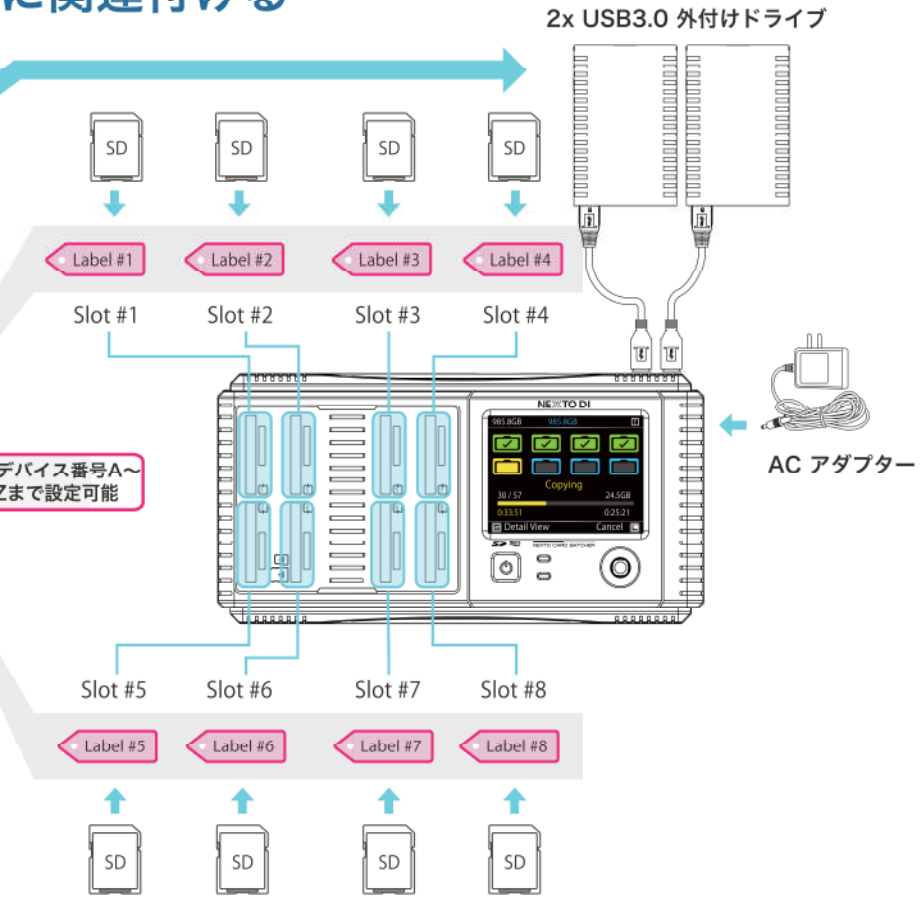 に関連付ける
2x USB3.0 外付けドライブ
SD
SD
SD
SD
Label #1
Label #2
Label #3
Label #4
Slot #1
Slot #2
Slot #3
Slot #4
NEXTO DI
985.8GB
985.8GB
Copying
30 / 57
24.5GB
0:33:51
0:25:21
Detail View
Cancel
NEXTO CARD BATCHER
AC アダプター
デバイス番号A～
Zまで設定可能
Slot #5
Slot #6
Slot #7
Slot #8
Label #5
Label #6
Label #7
Label #8
SD
SD
SD
SD